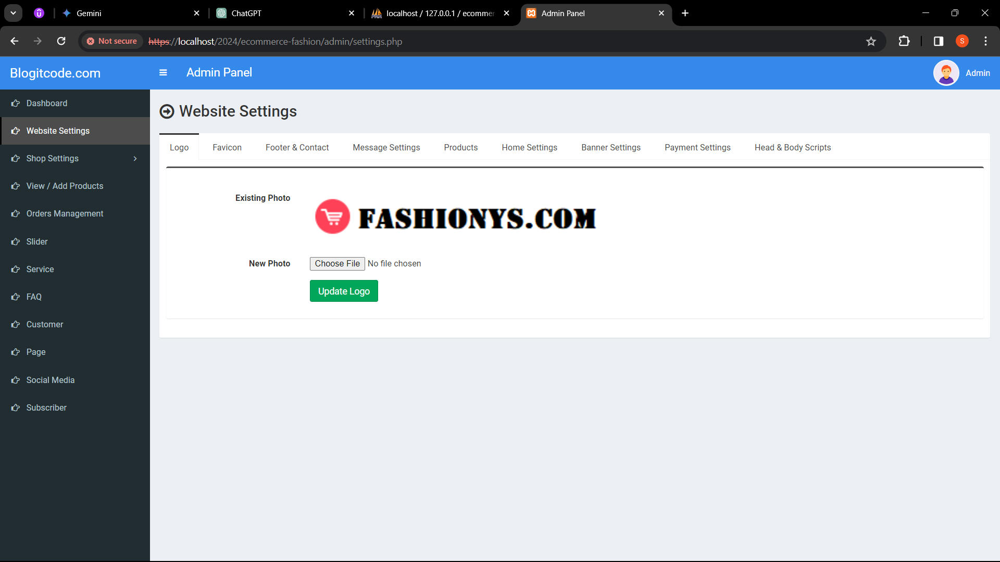 Gemini
ChatGPT
localhost / 127.0.0.1 / ecommer
Admin Panel
Not secure
https://localhost/2024/ecommerce-fashion/admin/settings.php
S
Blogitcode.com
Admin Panel
Admin
Dashboard
Website Settings
Shop Settings
View / Add Products
Orders Management
Slider
Service
FAQ
Customer
Page
Social Media
Subscriber
Website Settings
Logo
Favicon
Footer & Contact
Message Settings
Products
Home Settings
Banner Settings
Payment Settings
Head & Body Scripts
Existing Photo
FASHIONYS.COM
New Photo
Choose File No file chosen
Update Logo